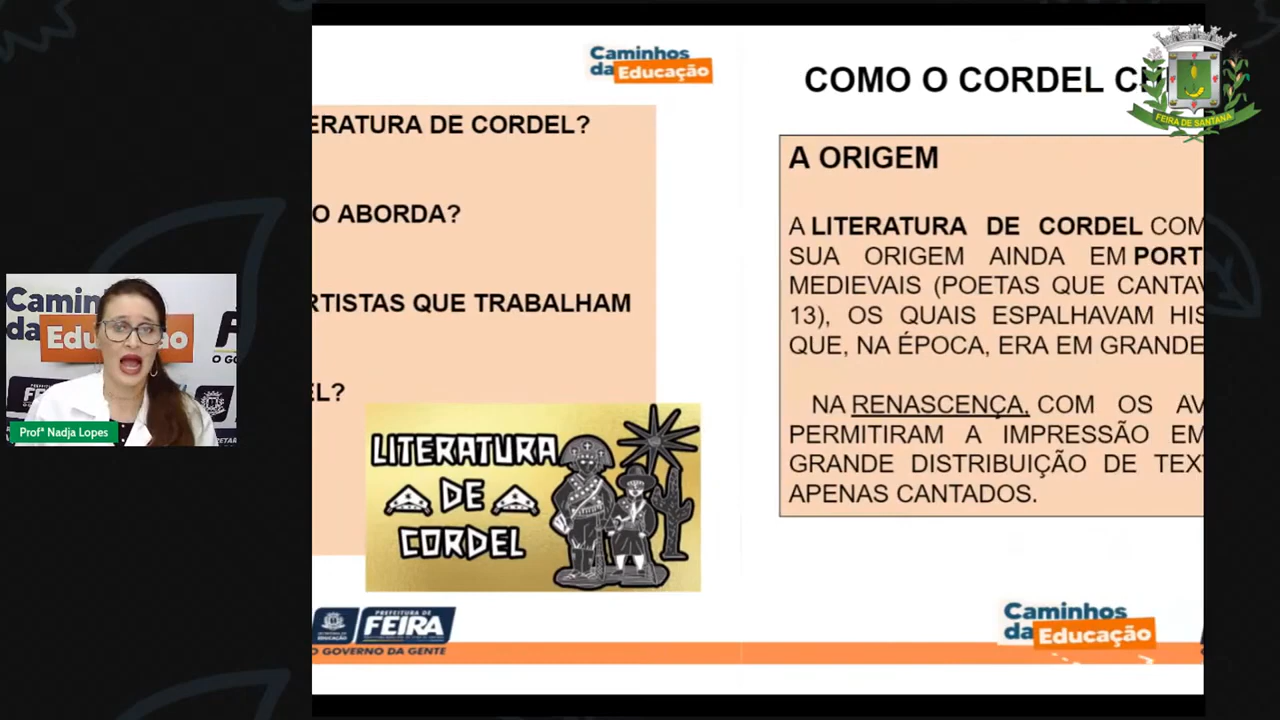 Caminhos
da Educação
ERATURA DE CORDEL?
O ABORDA?
RTISTAS QUE TRABALHAM
EL?
LITERATURA
DE
CORDEL
PREFEITURA DE
FEIRA
O GOVERNO DA GENTE
COMO O CORDEL
FEIRA DE SANTANA
A ORIGEM
A LITERATURA DE CORDEL COM
SUA ORIGEM AINDA EM PORT
MEDIEVAIS (POETAS QUE CANTAV
13), OS QUAIS ESPALHAVAM HIS
QUE, NA ÉPOCA, ERA EM GRANDE
NA RENASCENÇA, COM OS AV
PERMITIRAM A IMPRESSÃO EM
GRANDE DISTRIBUIÇÃO DE TEXT
APENAS CANTADOS.
Caminhos
da Educação
Camin
da
Educação
O GO
FEI
Profª Nadja Lopes